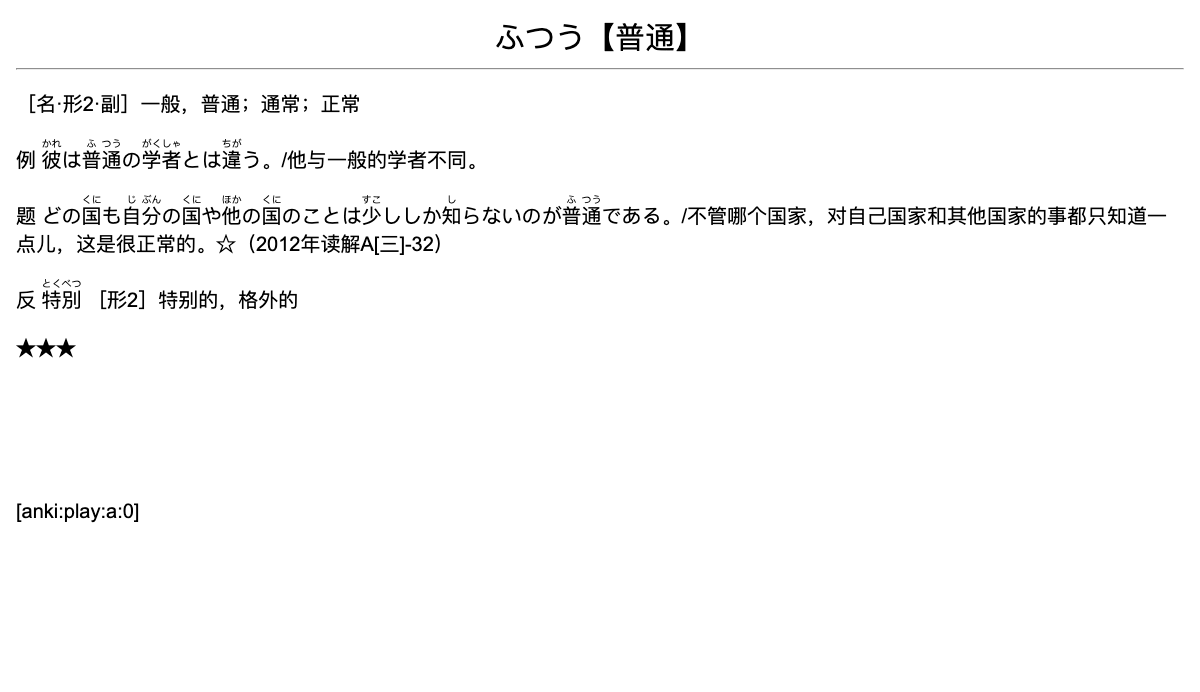 ふつう【普通】
［名·形2·副］一般，普通；通常；正常
かれ ふ つう がくしゃ ちが
例 彼は普通の学者とは違う。/他与一般的学者不同。
くに じ ぶん くに ほか くに すこ し ふ つう
题 どの国も自分の国や他の国のことは少ししか知らないのが普通である。/不管哪个国家，对自己国家和其他国家的事都只知道一
点儿，这是很正常的。☆（2012年读解A[三]-32）
とくべつ
反 特別 ［形2］特别的，格外的
★★★
[anki:play:a:0]